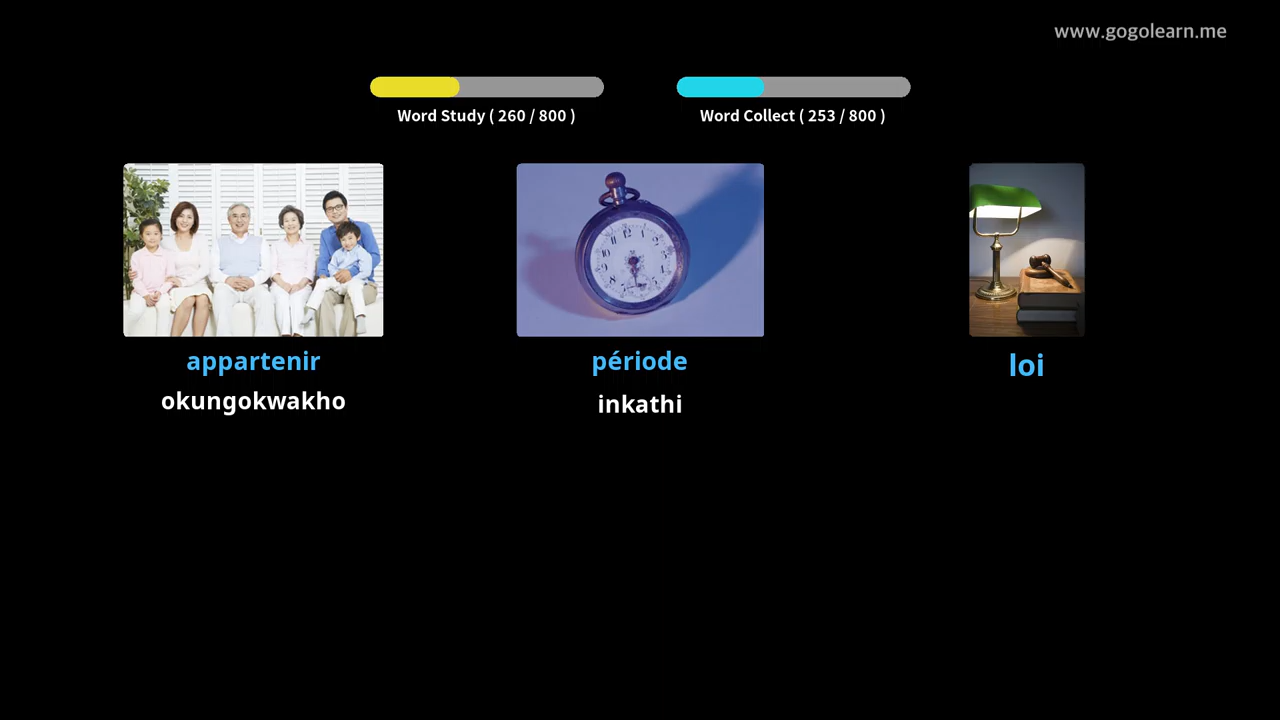 www.gogolearn.me
Word Study ( 260 / 800 )
Word Collect ( 253 / 800 )
appartenir
okungokwakho
période
inkathi
loi